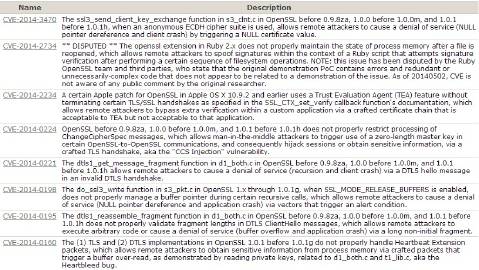 Name Description
CVE-2014-3470 The ssl3_send_client_key_exchange function in s3_clnt.c in OpenSSL before 0.9.8za, 1.0.0 before 1.0.0m, and 1.0.1
before 1.0.1h, when an anonymous ECDH cipher suite is used, allows remote attackers to cause a denial of service (NULL
pointer dereference and client crash) by triggering a NULL certificate value.
CVE-2014-2734 ** DISPUTED ** The openssl extension in Ruby 2.x does not properly maintain the state of process memory after a file is
reopened, which allows remote attackers to spoof signatures within the context of a Ruby script that attempts signature
verification after performing a certain sequence of filesystem operations. NOTE: this issue has been disputed by the Ruby
OpenSSL team and third parties, who state that the original demonstration PoC contains errors and redundant or
unnecessarily-complex code that does not appear to be related to a demonstration of the issue. As of 20140502, CVE is
not aware of any public comment by the original researcher.
CVE-2014-2234 A certain Apple patch for OpenSSL in Apple OS X 10.9.2 and earlier uses a Trust Evaluation Agent (TEA) feature without
terminating certain TLS/SSL handshakes as specified in the SSL_CTX_set_verify callback function's documentation, which
allows remote attackers to bypass extra verification within a custom application via a crafted certificate chain that is
acceptable to TEA but not acceptable to that application.
CVE-2014-0224 OpenSSL before 0.9.8za, 1.0.0 before 1.0.0m, and 1.0.1 before 1.0.1h does not properly restrict processing of
ChangeCipherSpec messages, which allows man-in-the-middle attackers to trigger use of a zero-length master key in
certain OpenSSL-to-OpenSSL communications, and consequently hijack sessions or obtain sensitive information, via a
crafted TLS handshake, aka the "CCS Injection" vulnerability.
CVE-2014-0221 The dtls1_get_message_fragment function in d1_both.c in OpenSSL before 0.9.8za, 1.0.0 before 1.0.0m, and 1.0.1
before 1.0.1h allows remote attackers to cause a denial of service (recursion and client crash) via a DTLS hello message
in an invalid DTLS handshake.
CVE-2014-0198 The do_ssl3_write function in s3_pkt.c in OpenSSL 1.x through 1.0.1g, when SSL_MODE_RELEASE_BUFFERS is enabled,
does not properly manage a buffer pointer during certain recursive calls, which allows remote attackers to cause a denial
of service (NULL pointer dereference and application crash) via vectors that trigger an alert condition.
CVE-2014-0195 The dtls1_reassemble_fragment function in d1_both.c in OpenSSL before 0.9.8za, 1.0.0 before 1.0.0m, and 1.0.1 before
1.0.1h does not properly validate fragment lengths in DTLS ClientHello messages, which allows remote attackers to
execute arbitrary code or cause a denial of service (buffer overflow and application crash) via a long non-initial fragment.
CVE-2014-0160 The (1) TLS and (2) DTLS implementations in OpenSSL 1.0.1 before 1.0.1g do not properly handle Heartbeat Extension
packets, which allows remote attackers to obtain sensitive information from process memory via crafted packets that
trigger a buffer over-read, as demonstrated by reading private keys, related to d1_both.c and t1_lib.c, aka the
Heartbleed bug.